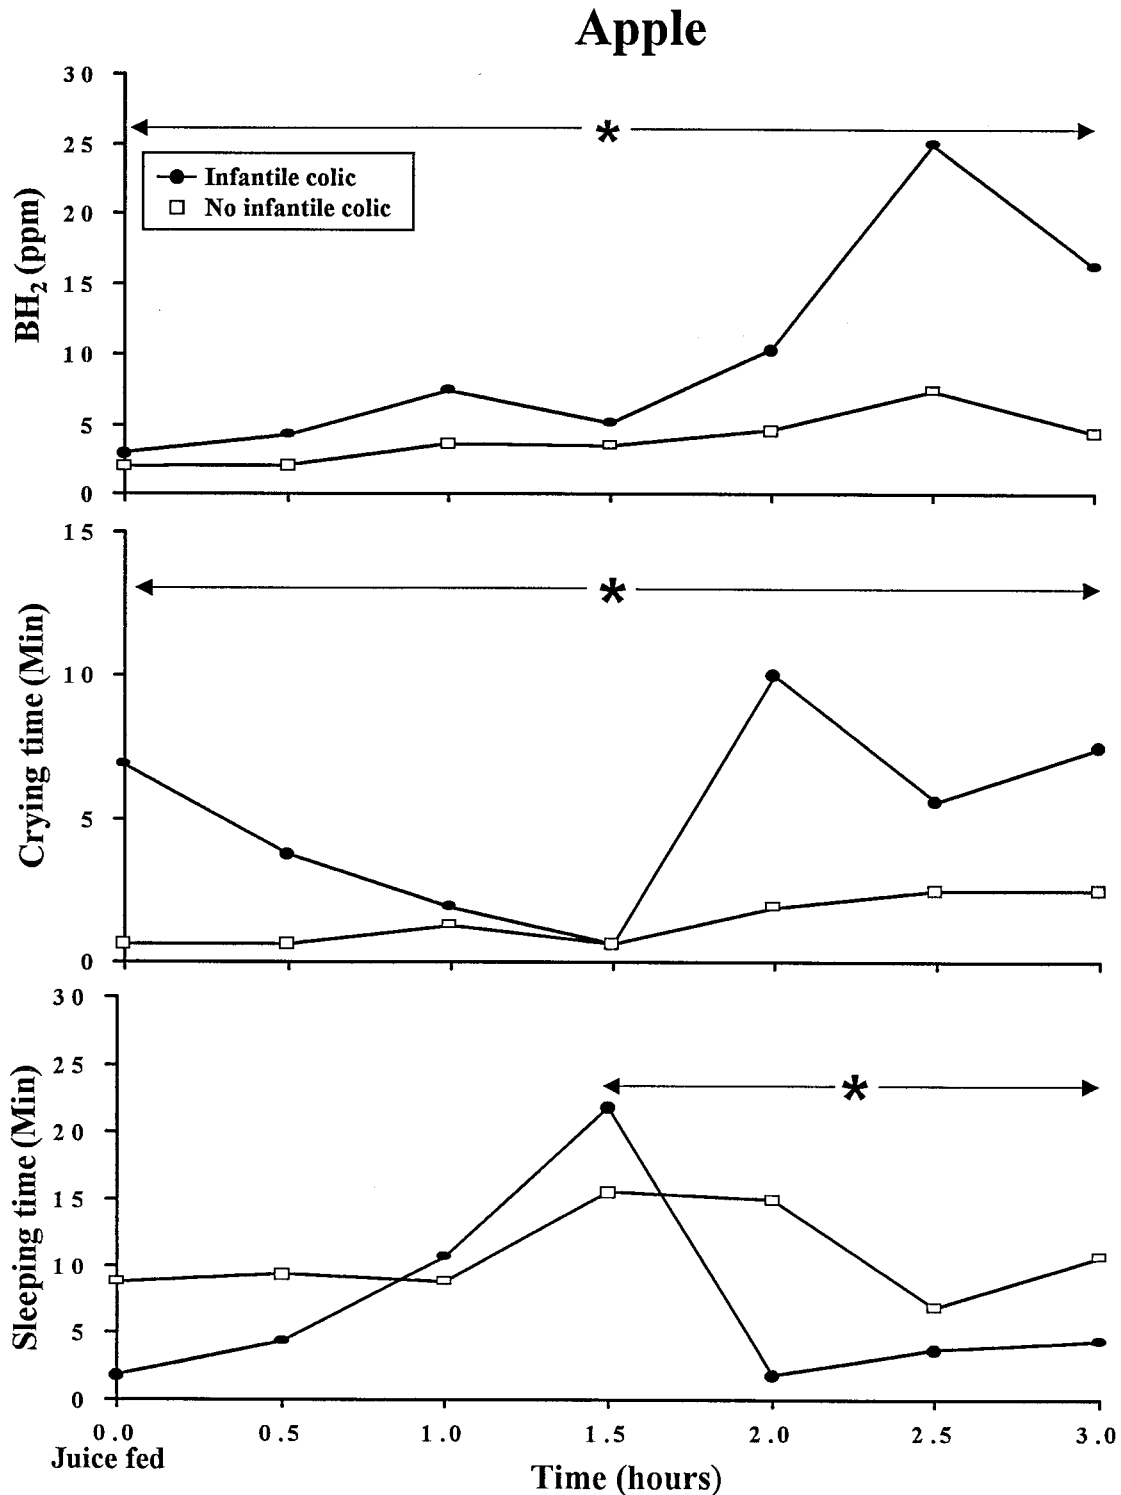 Apple
30
25
20
15
10
5
0
BH2 (ppm)
*
Infantile colic
No infantile colic
15
10
5
0
Crying time (Min)
*
30
25
20
15
10
5
0
Sleeping time (Min)
*
0.0 0.5 1.0 1.5 2.0 2.5 3.0
Juice fed
Time (hours)